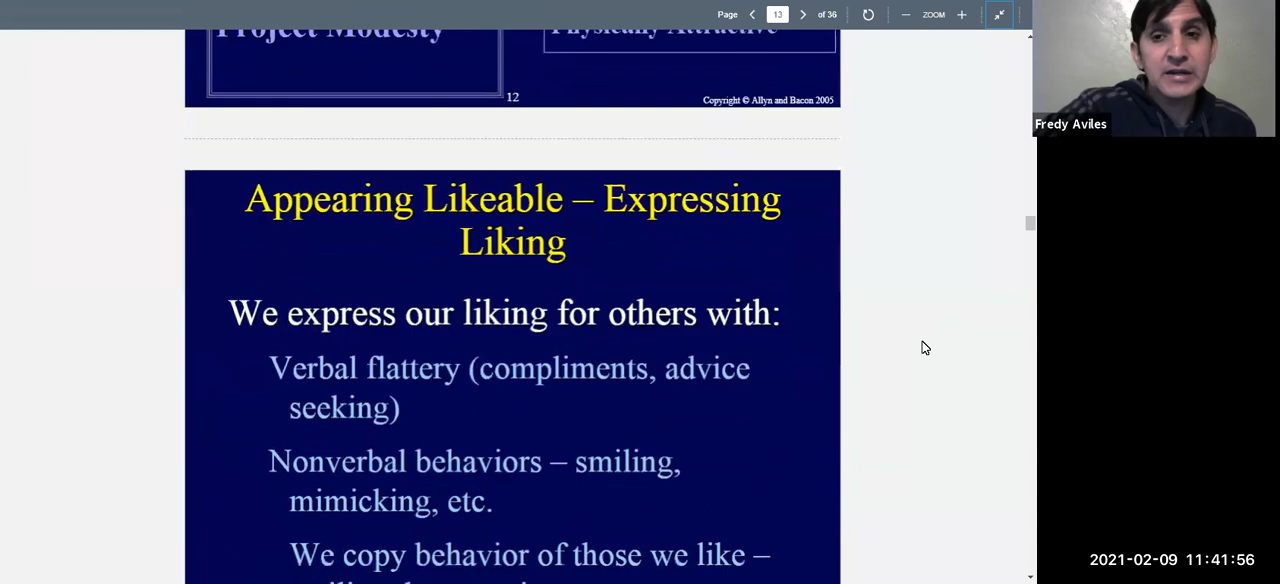 Page 13 of 36 ZOOM
Project Modesty
Physically Attractive
12
Copyright © Allyn and Bacon 2005
Fredy Aviles
Appearing Likeable – Expressing
Liking
We express our liking for others with:
Verbal flattery (compliments, advice
seeking)
Nonverbal behaviors – smiling,
mimicking, etc.
We copy behavior of those we like –
2021-02-09 11:41:56